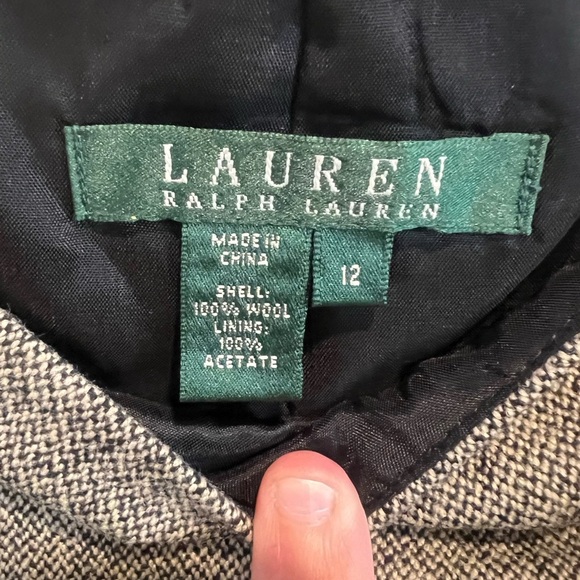 LAUREN
RALPH LAUREN
MADE IN
CHINA
SHELL:
100% WOOL
LINING:
100%
ACETATE
12